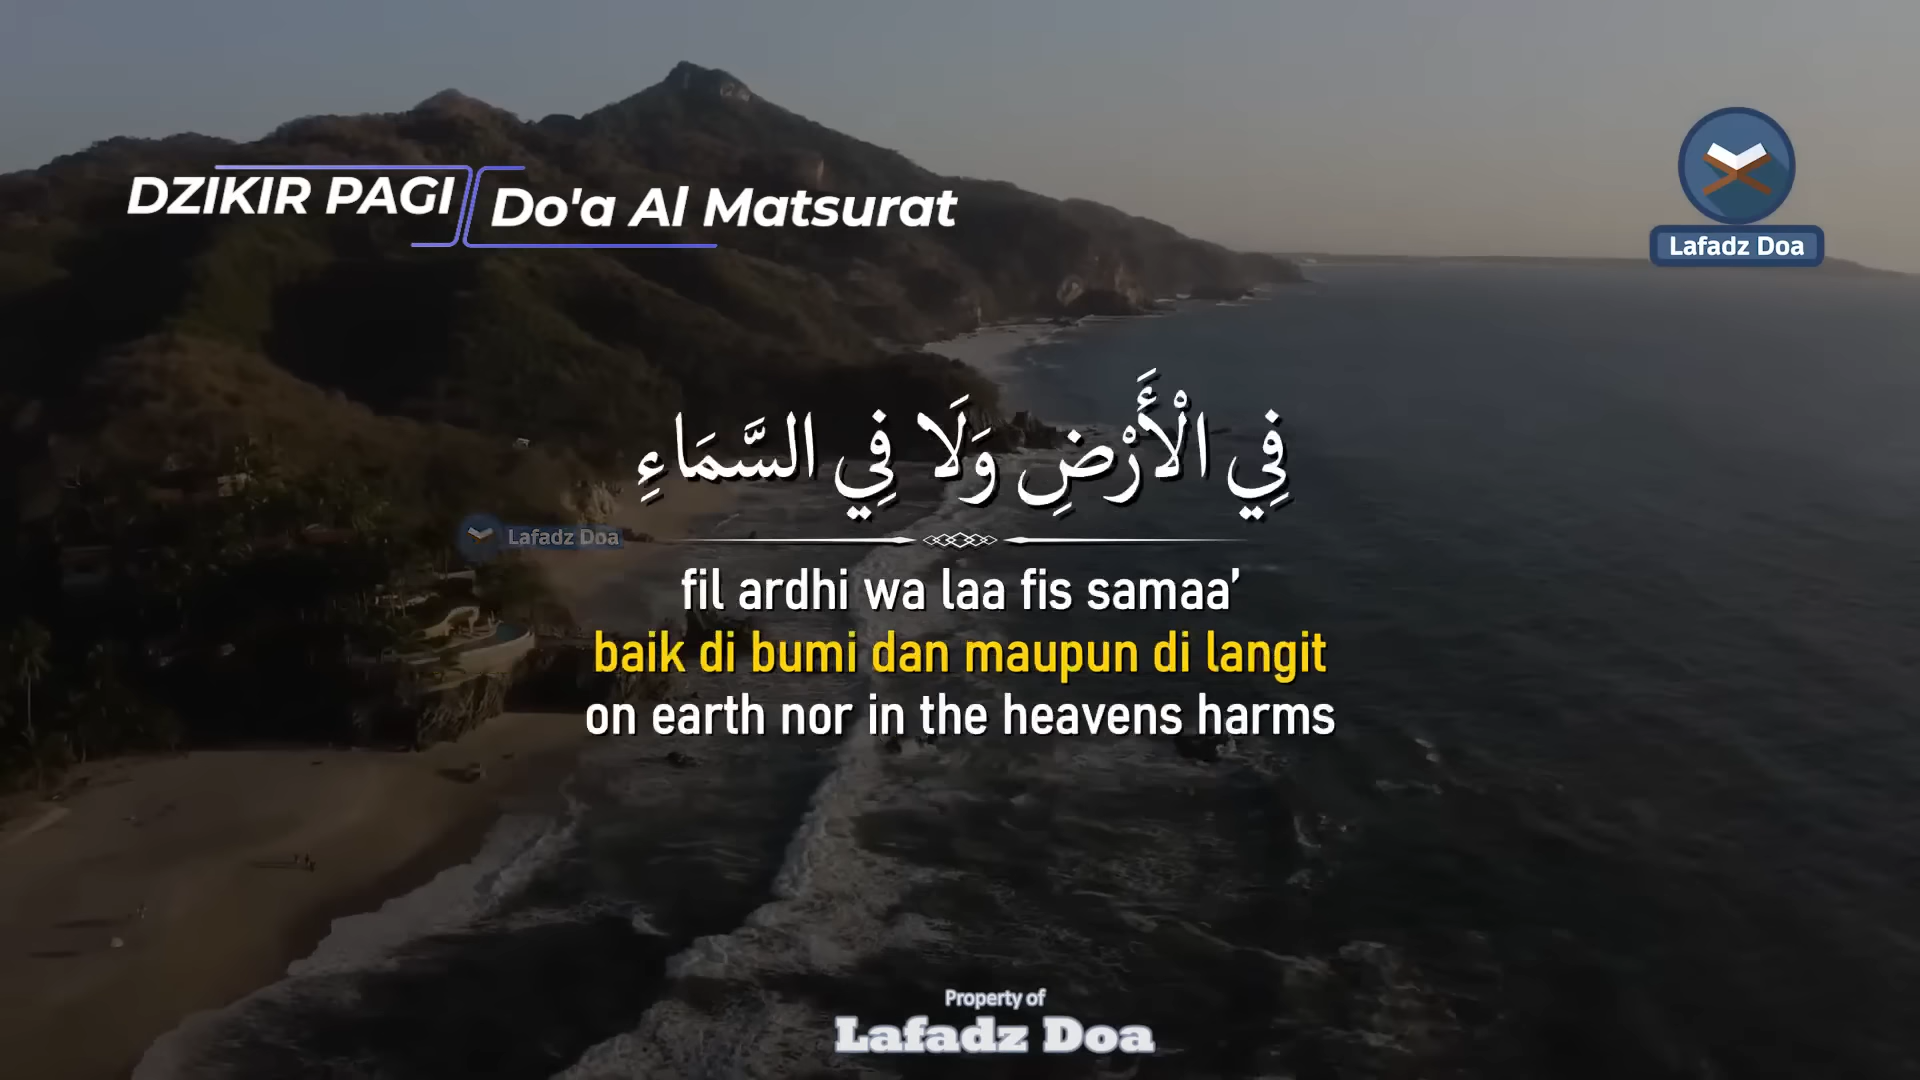 DZIKIR PAGI
Do'a Al Matsurat
Lafadz Doa
فِي الْأَرْضِ وَلَا فِي السَّمَاءِ
Lafadz Doa
fil ardhi wa laa fis samaa’
baik di bumi dan maupun di langit
on earth nor in the heavens harms
Property of
Lafadz Doa